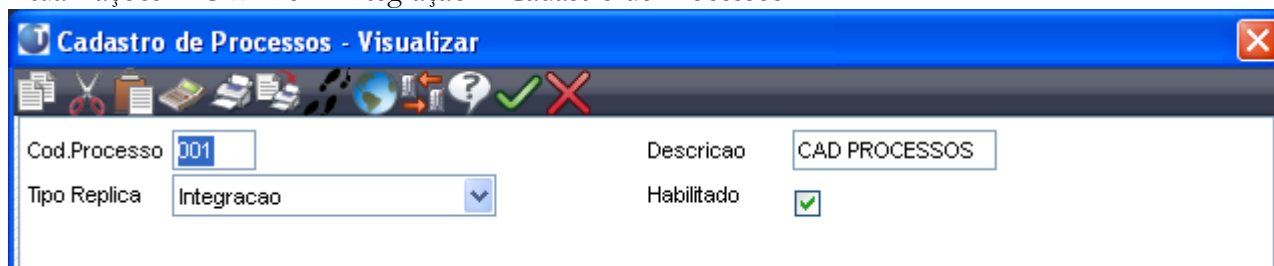 Cadastro de Processos - Visualizar
Cod.Processo 001 Descricao CAD PROCESSOS
Tipo Replica Integracao Habilitado